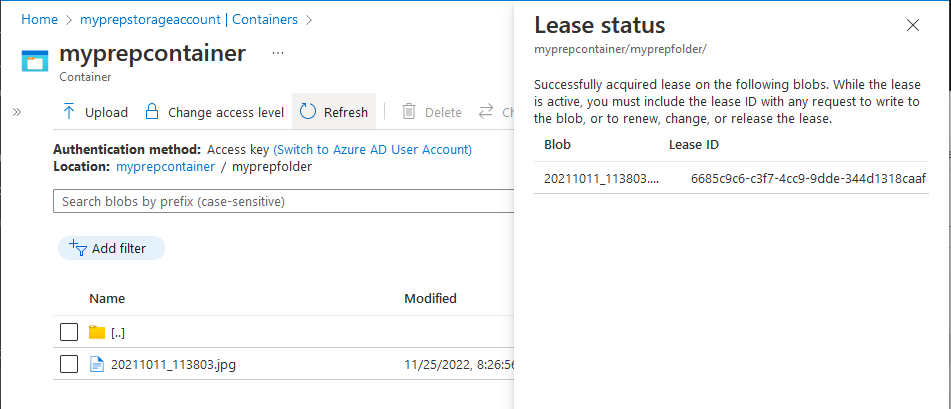 Home > myprepstorageaccount | Containers >
myprepcontainer ...
Container
Upload Change access level Refresh Delete
Authentication method: Access key (Switch to Azure AD User Account)
Location: myprepcontainer / myprepfolder
Search blobs by prefix (case-sensitive)
Add filter
Name Modified
[..]
20211011_113803.jpg 11/25/2022, 8:26:56
Lease status
myprepcontainer/myprepfolder/
Successfully acquired lease on the following blobs. While the lease
is active, you must include the lease ID with any request to write to
the blob, or to renew, change, or release the lease.
Blob Lease ID
20211011_113803.... 6685c9c6-c3f7-4cc9-9dde-344d1318caaf